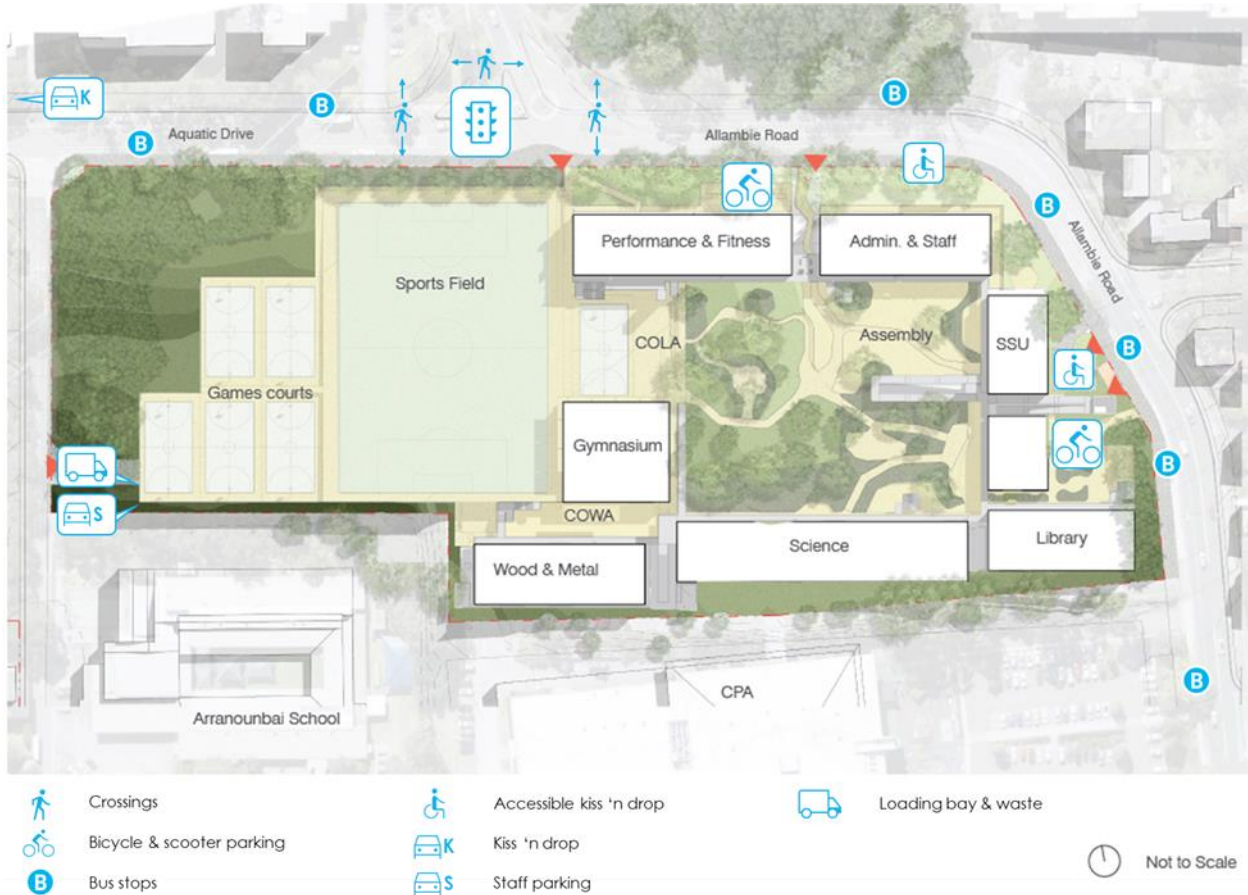 K
B
B
Aquatic Drive
Allambie Road
B
B
Allambie Road
Performance & Fitness
Admin. & Staff
Sports Field
COLA
Assembly
SSU
B
Games courts
Gymnasium
B
S
COWA
Science
Library
Wood & Metal
B
CPA
Arranounbai School
Crossings
Accessible kiss ‘n drop
Loading bay & waste
Bicycle & scooter parking
K
Kiss ‘n drop
B
Bus stops
S
Staff parking
Not to Scale